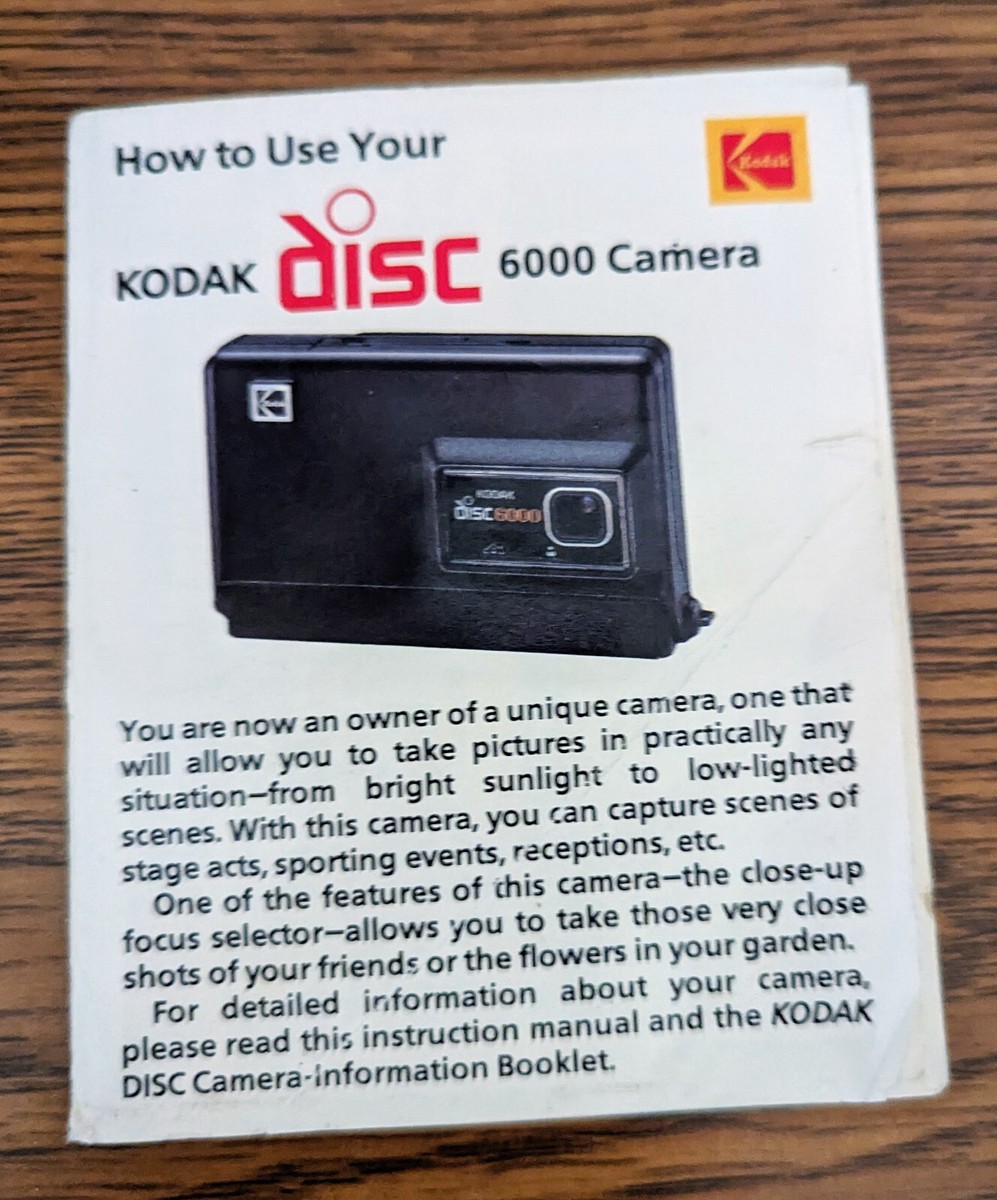 How to Use Your
Kodak
KODAK disc 6000 Camera
Kodak
KODAK
disc 6000
You are now an owner of a unique camera, one that
will allow you to take pictures in practically any
situation–from bright sunlight to low-lighted
scenes. With this camera, you can capture scenes of
stage acts, sporting events, receptions, etc.
One of the features of this camera–the close-up
focus selector–allows you to take those very close
shots of your friends or the flowers in your garden.
For detailed information about your camera,
please read this instruction manual and the KODAK
DISC Camera-Information Booklet.